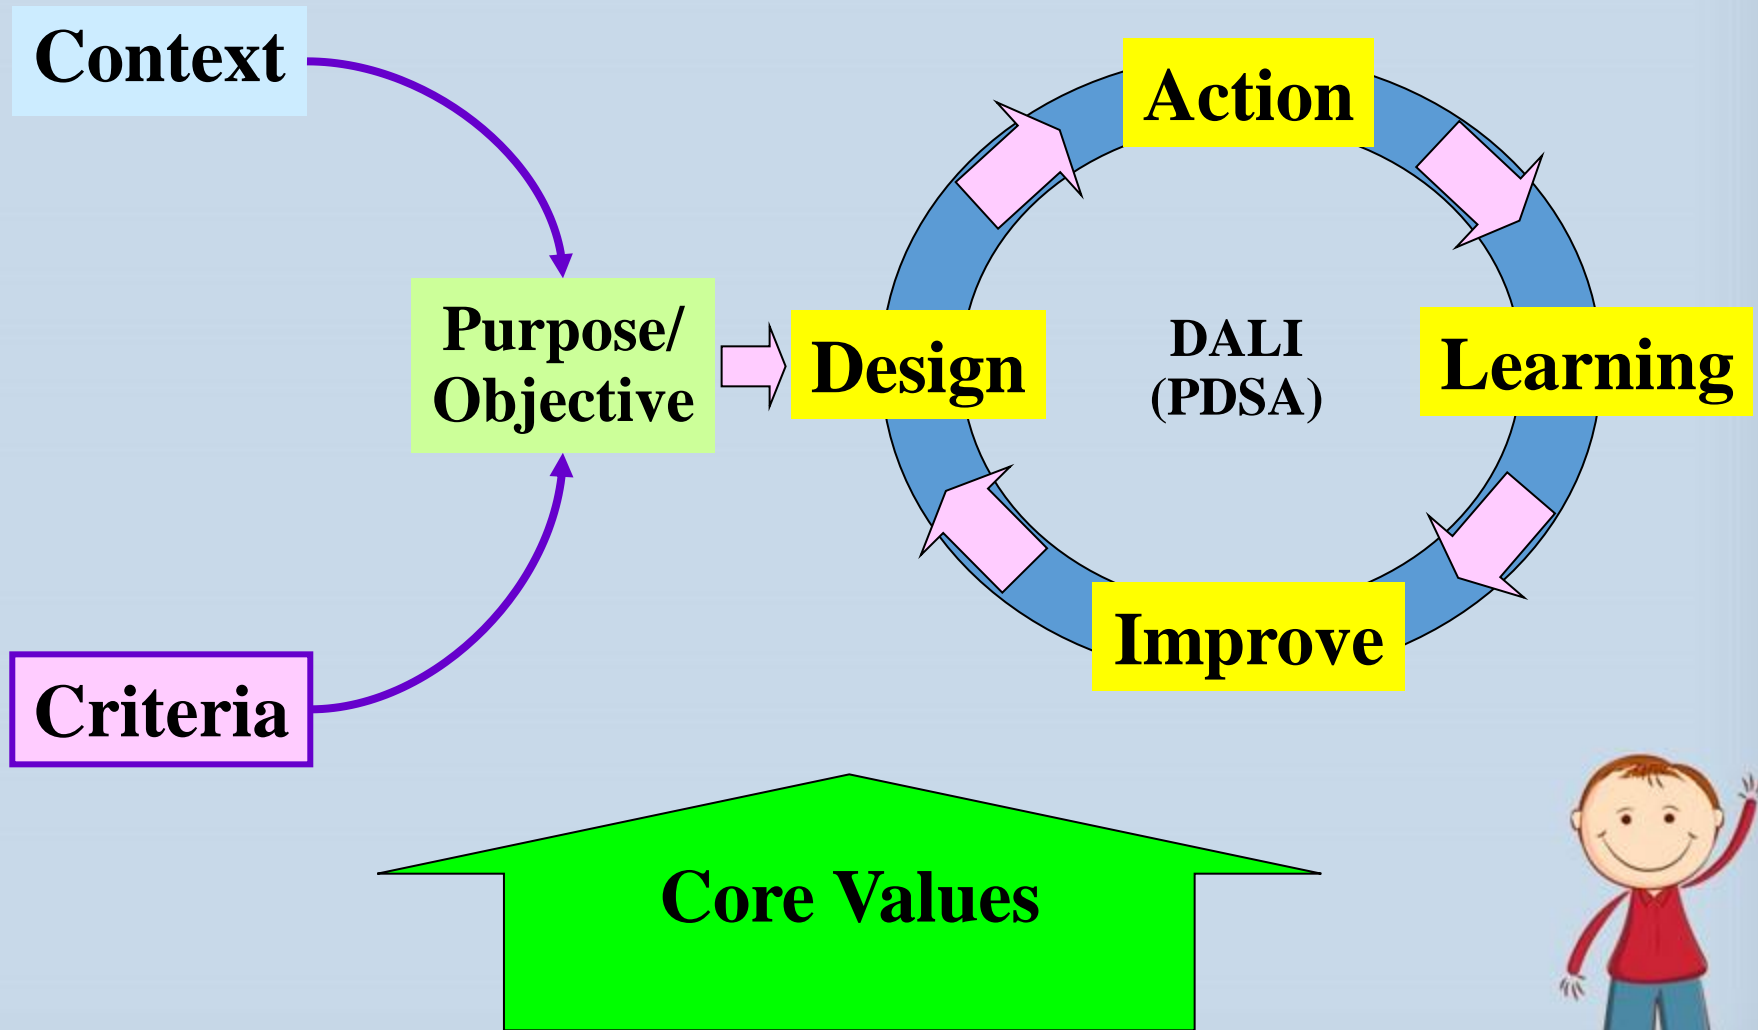 Context
Action
Purpose/
Objective
Design
DALI
(PDSA)
Learning
Improve
Criteria
Core Values